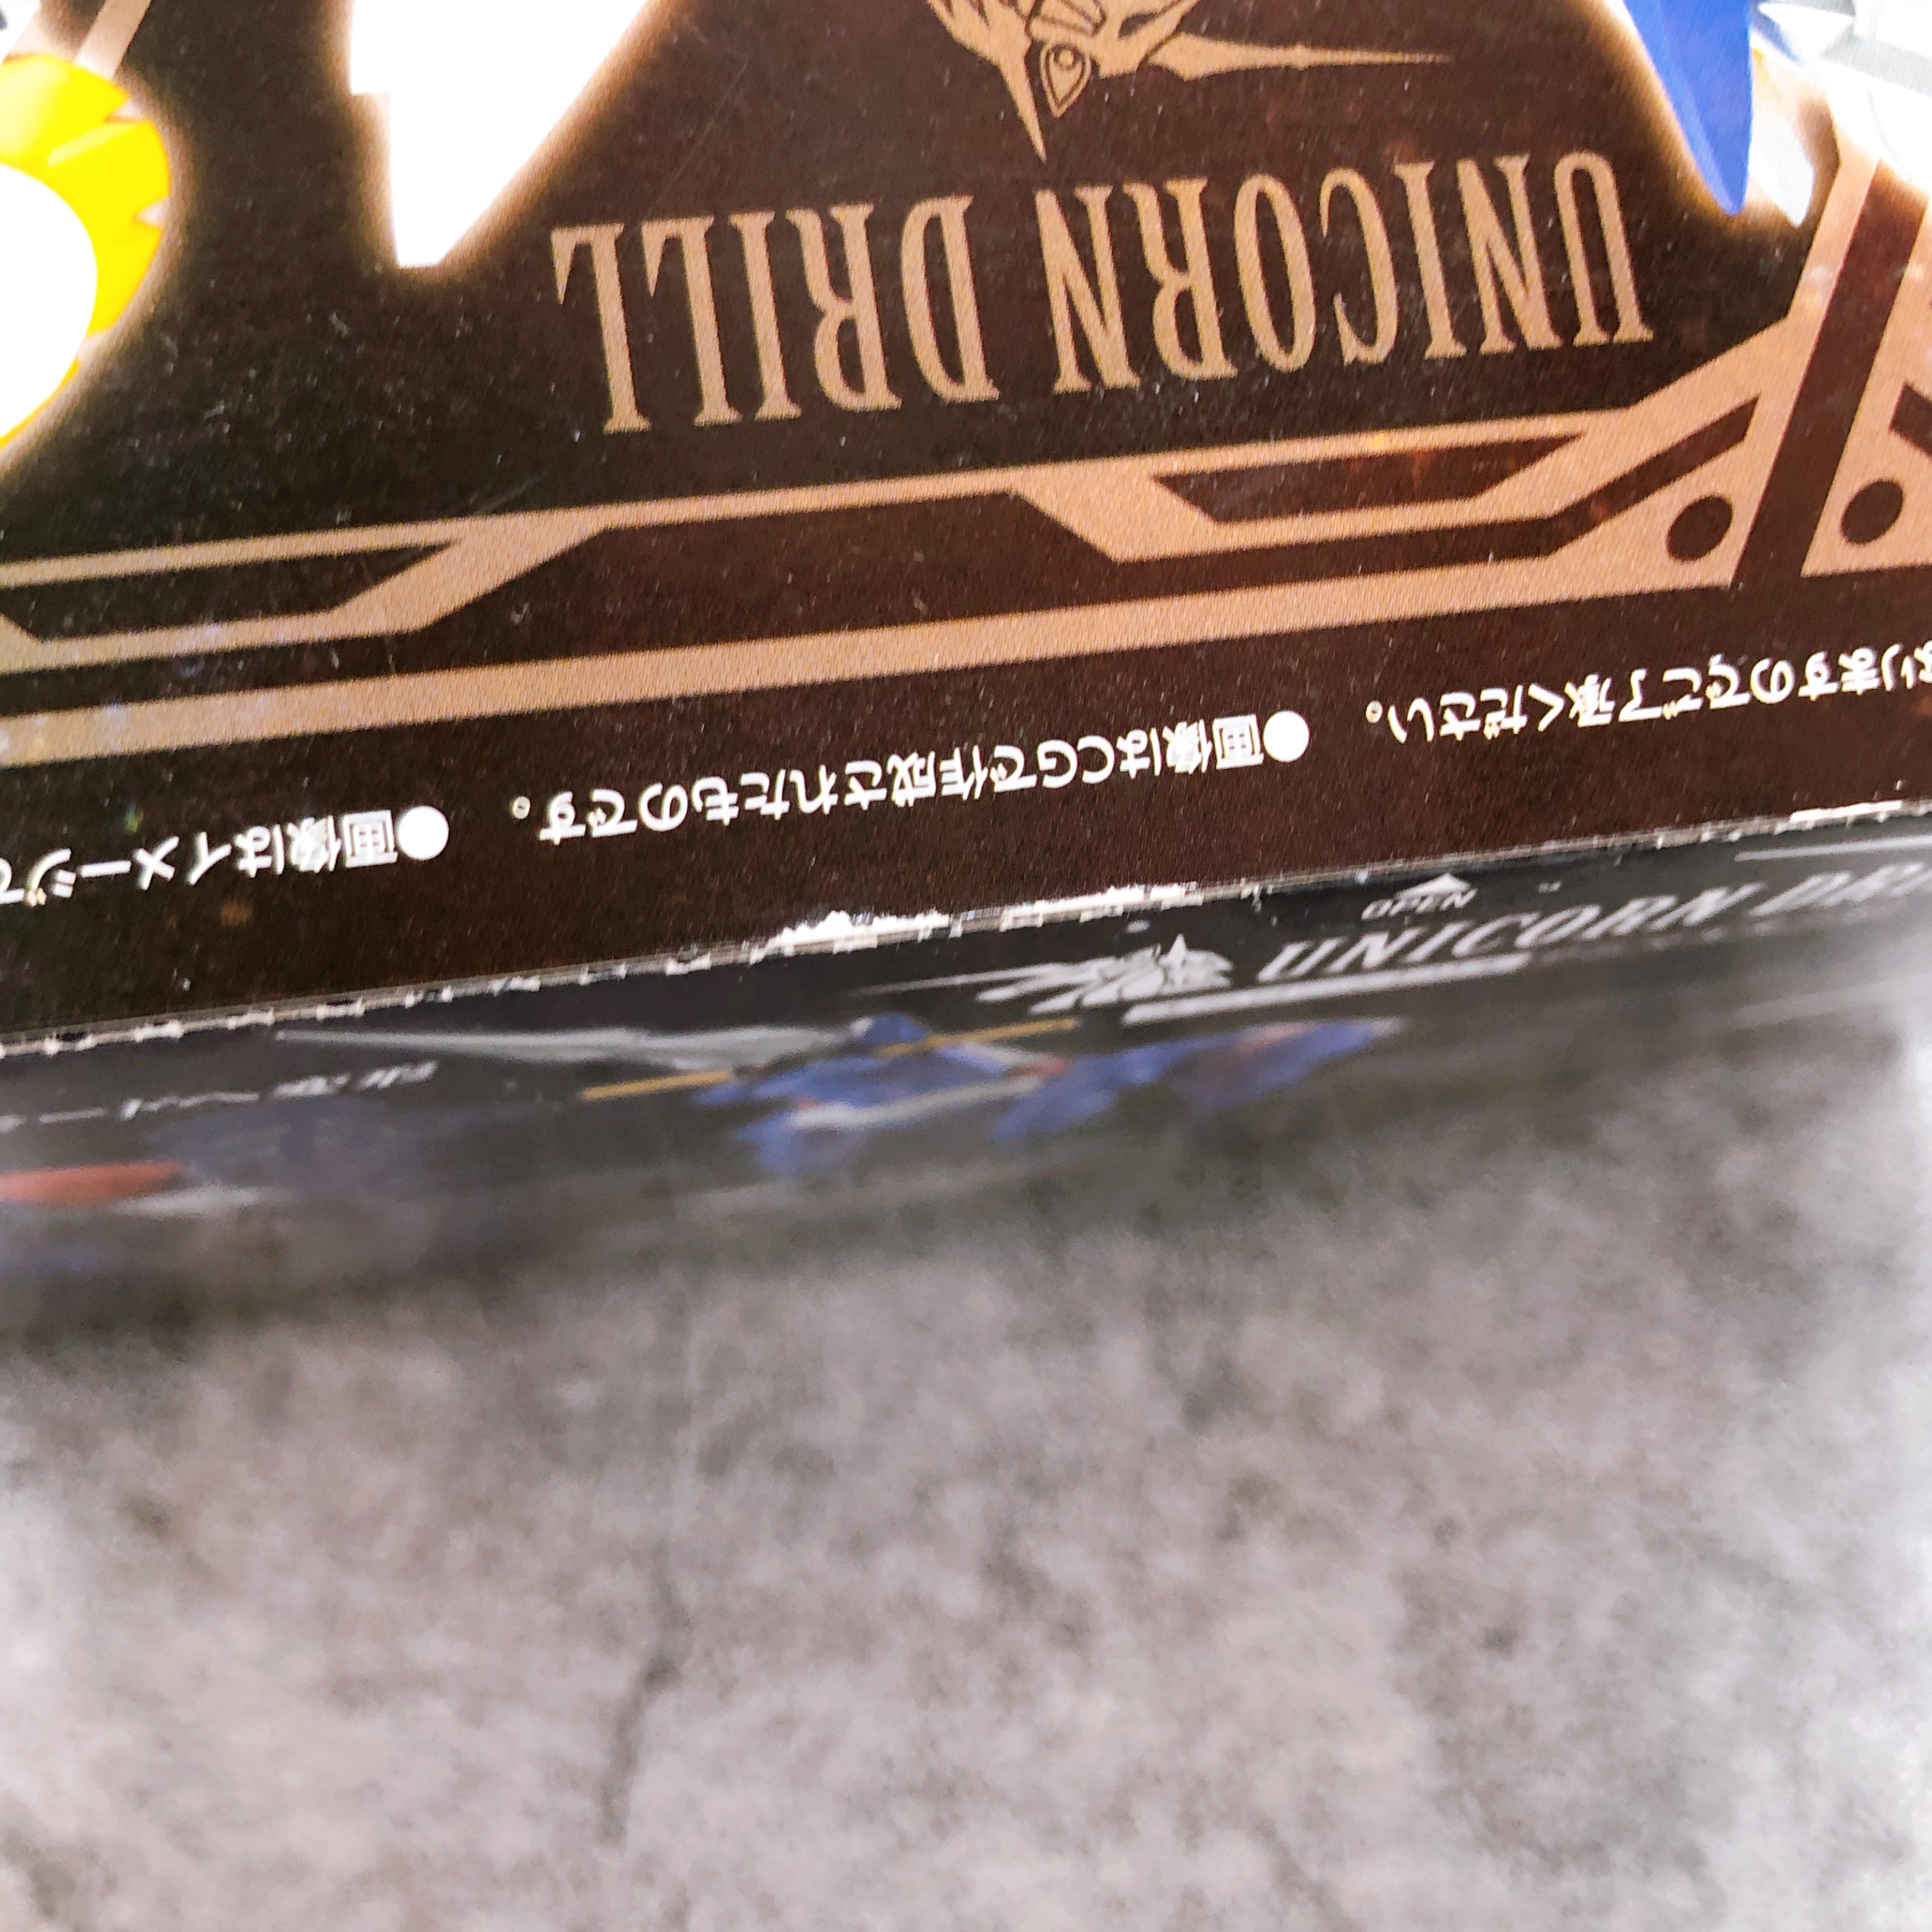 UNICORN DRILL
なりますのでご了承ください。 ●画像はCGで作成されたものです。 ●画像はイメージで
OPEN
UNICORN DRI